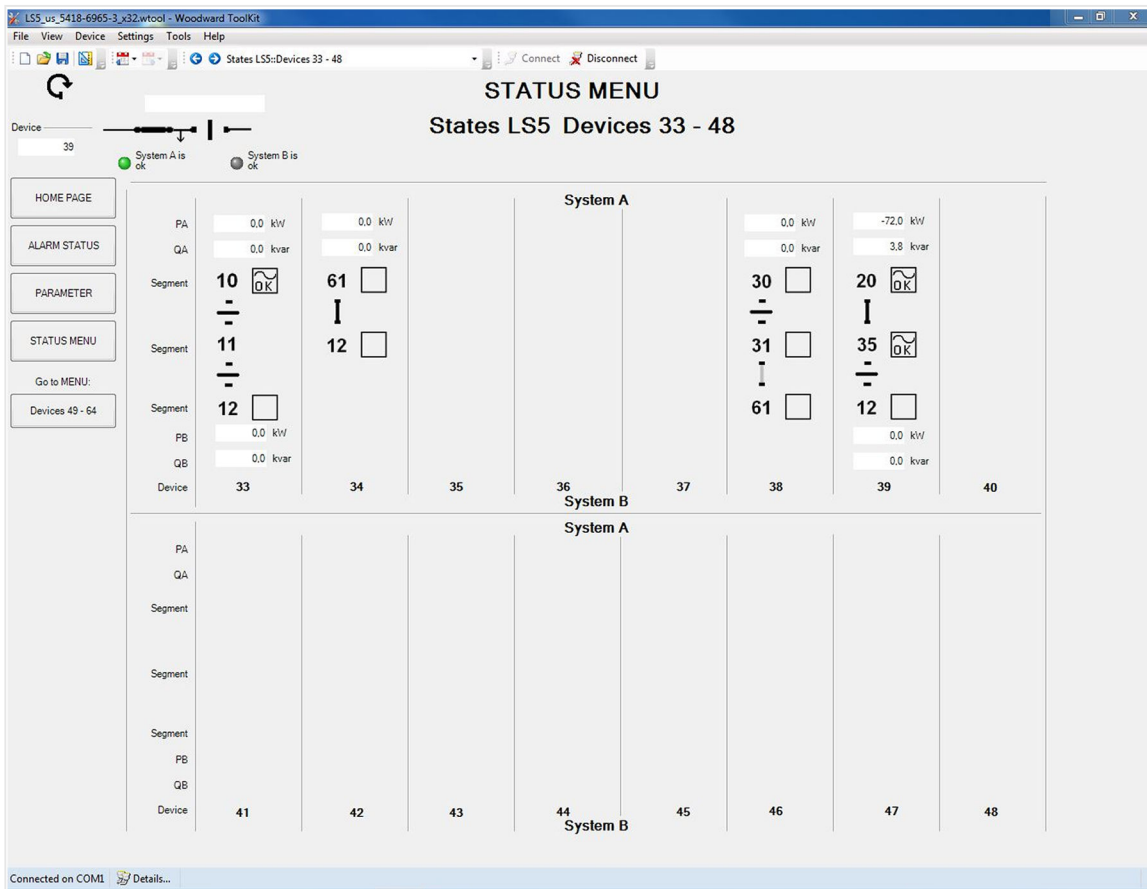 LS5_us_5418-6965-3_x32.wtool - Woodward ToolKit
File View Device Settings Tools Help
States LS5::Devices 33 - 48 Connect Disconnect
STATUS MENU
States LS5 Devices 33 - 48
Device
39
System A is ok
System B is ok
HOME PAGE
ALARM STATUS
PARAMETER
STATUS MENU
Go to MENU:
Devices 49 - 64
System A
PA 0,0 kW 0,0 kW 0,0 kW -72,0 kW
QA 0,0 kvar 0,0 kvar 0,0 kvar 3,8 kvar
Segment 10 OK 61 30 20 OK
Segment 11 12 31 35 OK
Segment 12 61 12
PB 0,0 kW 0,0 kW
QB 0,0 kvar 0,0 kvar
Device 33 34 35 36 37 38 39 40
System B
System A
PA
QA
Segment
Segment
Segment
PB
QB
Device 41 42 43 44 45 46 47 48
System B
Connected on COM1 Details...